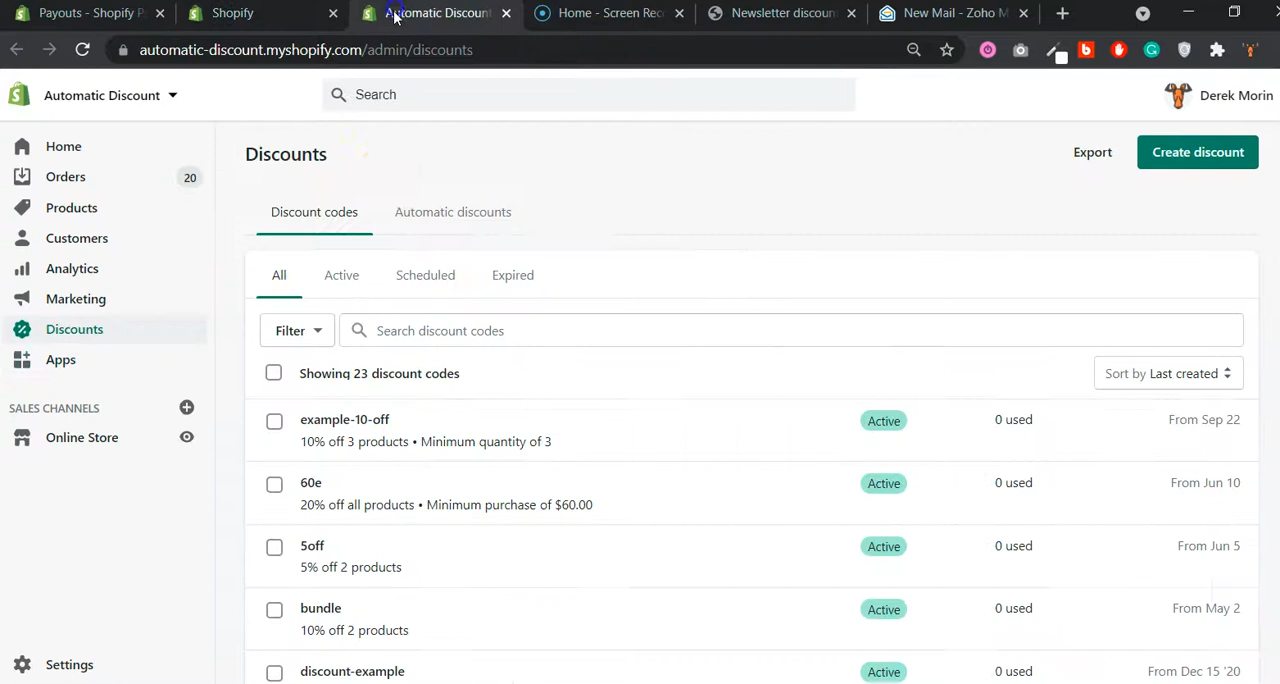 Payouts - Shopify P
Shopify
Automatic Discount
Home - Screen Rec
Newsletter discoun
New Mail - Zoho M
automatic-discount.myshopify.com/admin/discounts
Automatic Discount
Search
Derek Morin
Home
Orders
20
Products
Customers
Analytics
Marketing
Discounts
Apps
SALES CHANNELS
Online Store
Settings
Discounts
Export
Create discount
Discount codes
Automatic discounts
All
Active
Scheduled
Expired
Filter
Search discount codes
Showing 23 discount codes
Sort by Last created
example-10-off
Active
0 used
From Sep 22
10% off 3 products • Minimum quantity of 3
60e
Active
0 used
From Jun 10
20% off all products • Minimum purchase of $60.00
5off
Active
0 used
From Jun 5
5% off 2 products
bundle
Active
0 used
From May 2
10% off 2 products
discount-example
Active
0 used
From Dec 15 '20